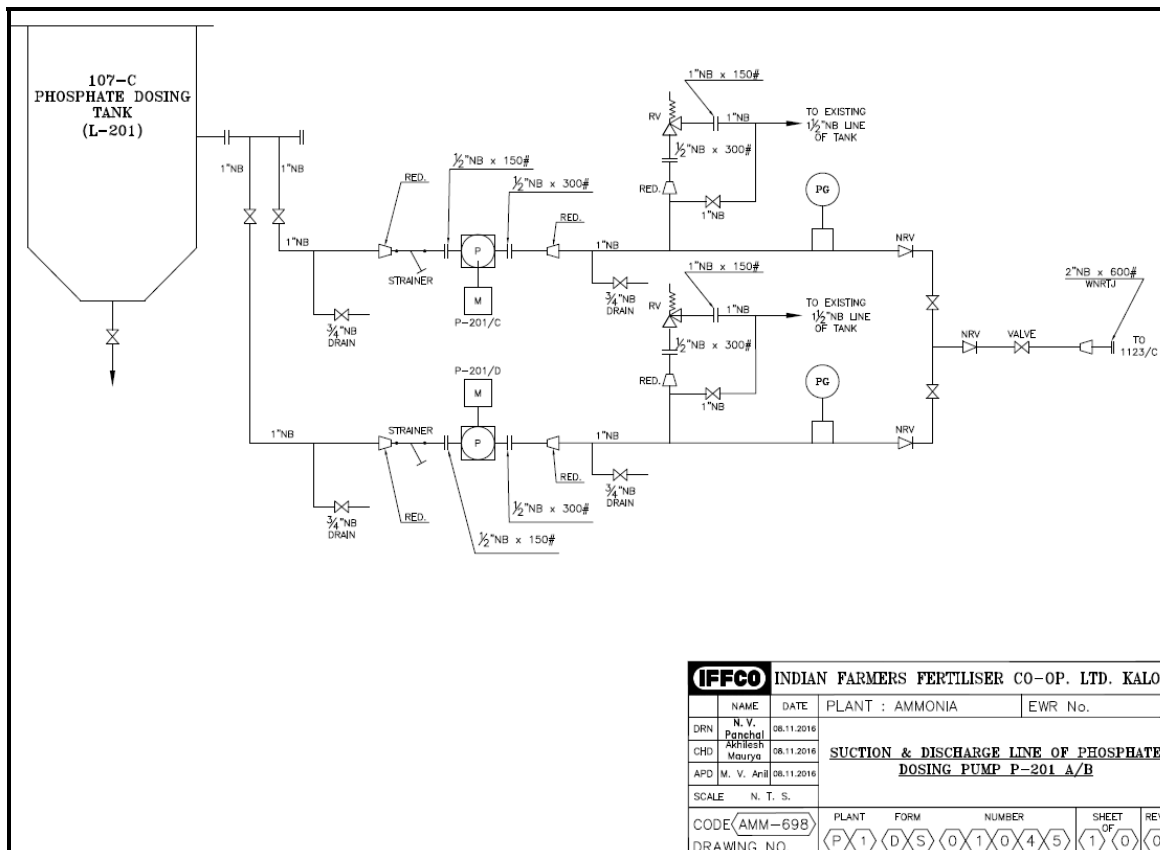 107-C
PHOSPHATE DOSING
TANK
(L-201)
1"NB x 150#
RV
1"NB
TO EXISTING
1½"NB LINE
OF TANK
½"NB x 150#
½"NB x 300#
½"NB x 300#
1"NB
1"NB
RED.
RED.
RED.
1"NB
PG
1"NB
P
1"NB
NRV
STRAINER
M
P-201/C
¾"NB
DRAIN
¾"NB
DRAIN
1"NB x 150#
RV
1"NB
TO EXISTING
1½"NB LINE
OF TANK
2"NB x 600#
WNRTJ
½"NB x 300#
NRV
VALVE
TO
1123/C
P-201/D
M
RED.
PG
1"NB
1"NB
STRAINER
P
1"NB
NRV
RED.
¾"NB
DRAIN
¾"NB
DRAIN
RED.
½"NB x 300#
½"NB x 150#
IFFCO INDIAN FARMERS FERTILISER CO-OP. LTD. KALO
NAME DATE PLANT : AMMONIA EWR No.
DRN N. V. Panchal 08.11.2016
CHD Akhilesh Maurya 08.11.2016
APD M. V. Anil 08.11.2016
SUCTION & DISCHARGE LINE OF PHOSPHATE
DOSING PUMP P-201 A/B
SCALE N. T. S.
CODE AMM-698
DRAWING NO
PLANT FORM NUMBER SHEET OF REV
P 1 D S 0 1 0 4 5 1 0 0